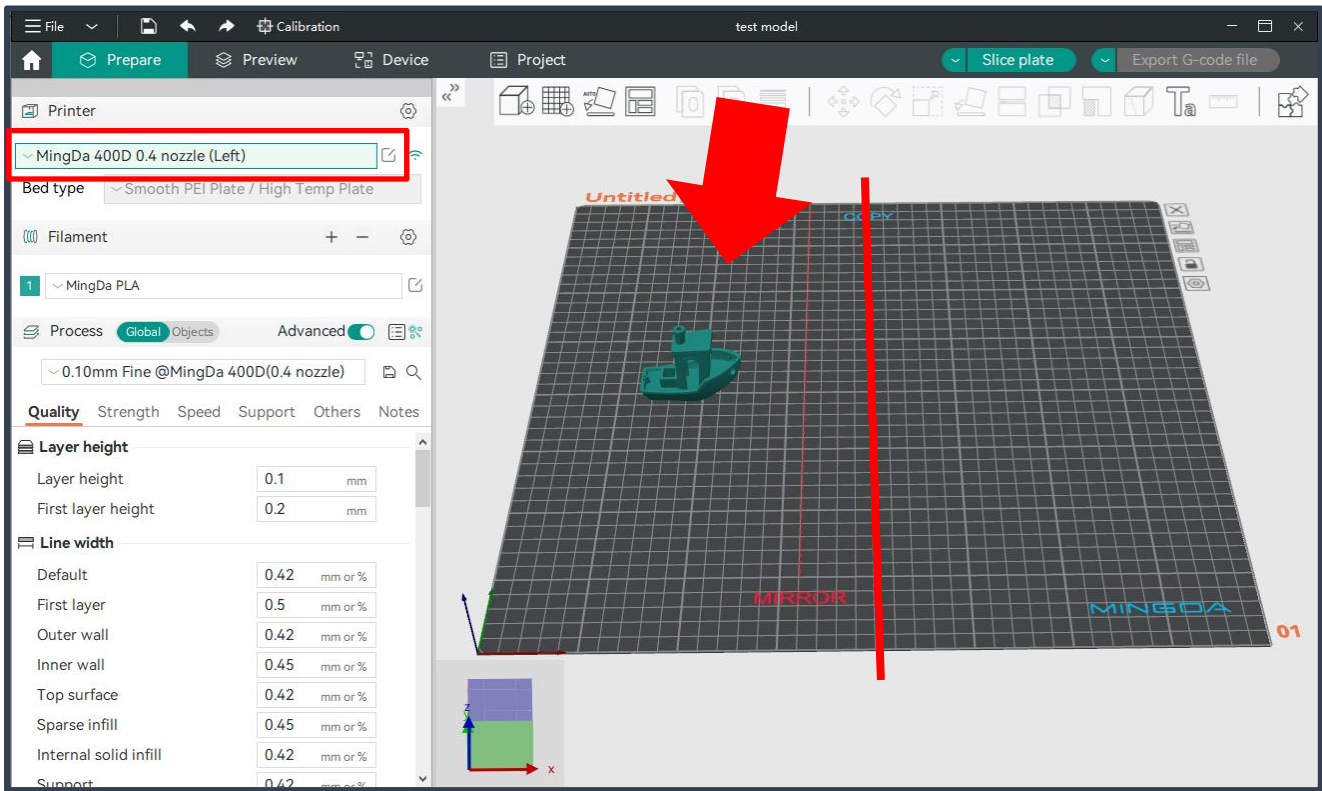 File
Calibration
test model
Prepare
Preview
Device
Project
Slice plate
Export G-code file
Printer
MingDa 400D 0.4 nozzle (Left)
Bed type
Smooth PEI Plate / High Temp Plate
Filament
1
MingDa PLA
Process
Global
Objects
Advanced
0.10mm Fine @MingDa 400D(0.4 nozzle)
Quality Strength Speed Support Others Notes
Layer height
Layer height 0.1 mm
First layer height 0.2 mm
Line width
Default 0.42 mm or %
First layer 0.5 mm or %
Outer wall 0.42 mm or %
Inner wall 0.45 mm or %
Top surface 0.42 mm or %
Sparse infill 0.45 mm or %
Internal solid infill 0.42 mm or %
Support 0.42 mm or %
AUTO
Untitled
COPY
MIRROR
MINGDA
01
z
x